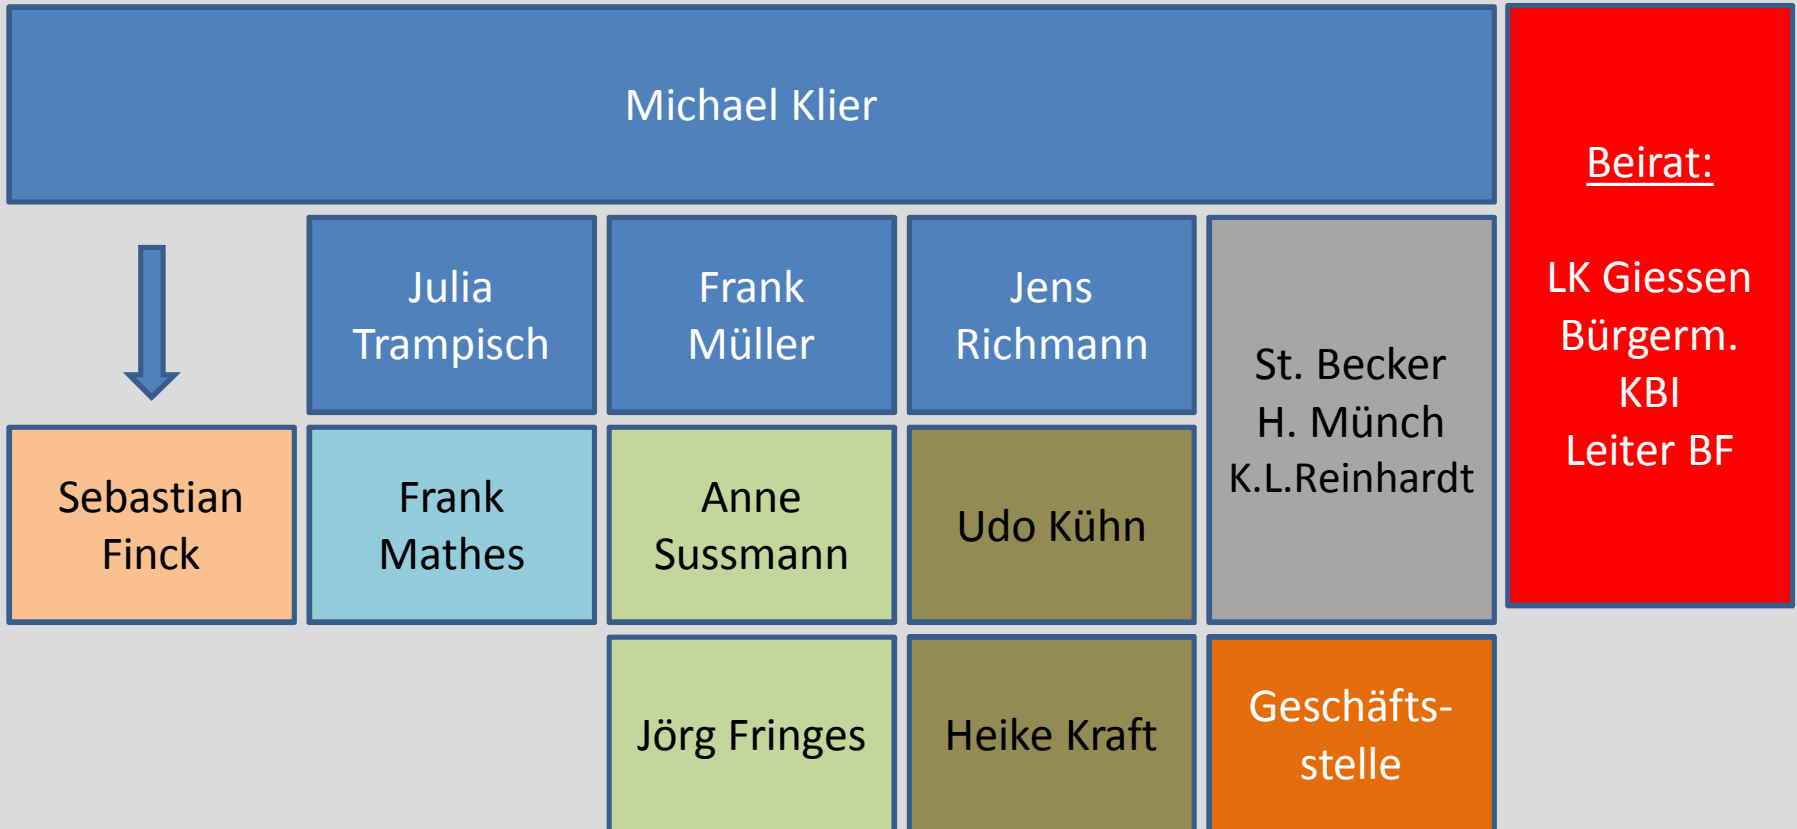 Michael Klier
Beirat:
LK Giessen
Bürgerm.
KBI
Leiter BF
Julia
Trampisch
Frank
Müller
Jens
Richmann
St. Becker
H. Münch
K.L.Reinhardt
Sebastian
Finck
Frank
Mathes
Anne
Sussmann
Udo Kühn
Jörg Fringes
Heike Kraft
Geschäfts-
stelle